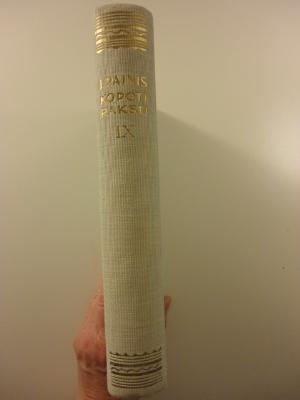 J. RAINIS
KOPOTI
RAKSTI
IX